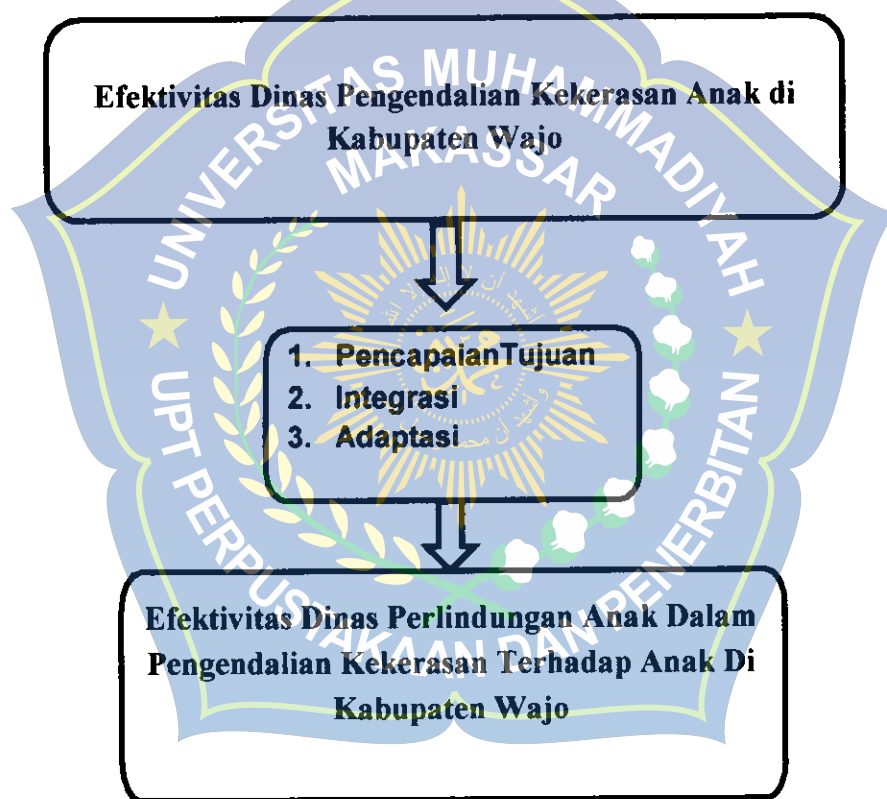 Efektivitas Dinas Pengendalian Kekerasan Anak di
Kabupaten Wajo
UNIVERSITAS MUHAMMADIYAH
MAKASSAR
1. PencapaianTujuan
2. Integrasi
3. Adaptasi
UPT PERPUSTAKAAN DAN PENERBITAN
Efektivitas Dinas Perlindungan Anak Dalam
Pengendalian Kekerasan Terhadap Anak Di
Kabupaten Wajo